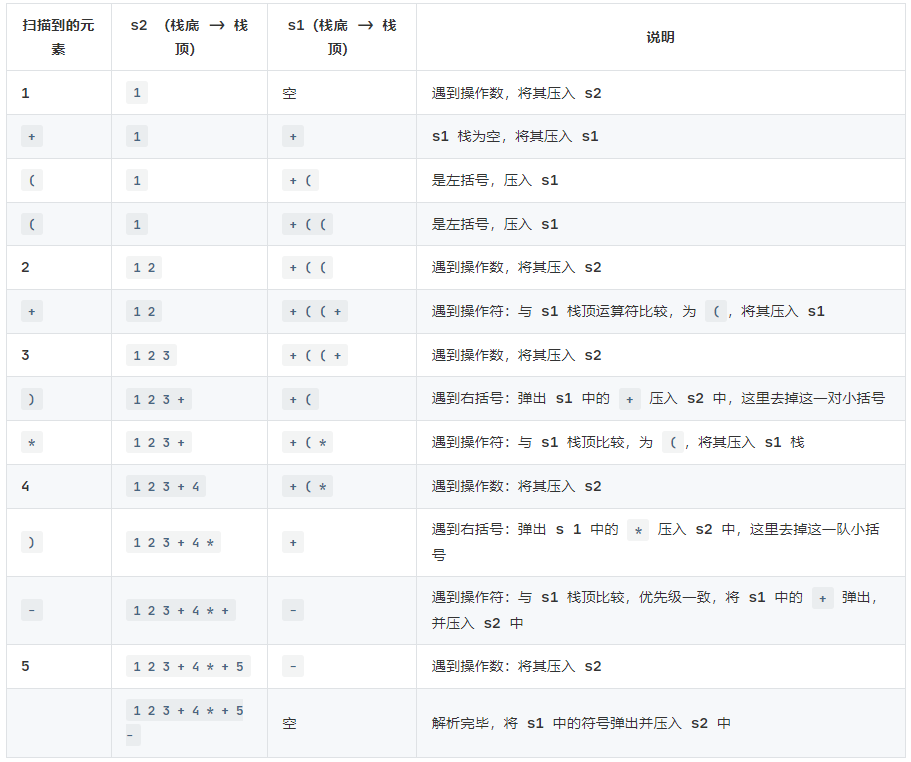 扫描到的元素 s2 （栈底 -> 栈顶） s1（栈底 -> 栈顶） 说明
1 1 空 遇到操作数，将其压入 s2
+ 1 + s1 栈为空，将其压入 s1
( 1 + ( 是左括号，压入 s1
( 1 + ( ( 是左括号，压入 s1
2 1 2 + ( ( 遇到操作数，将其压入 s2
+ 1 2 + ( ( + 遇到操作符：与 s1 栈顶运算符比较，为 (，将其压入 s1
3 1 2 3 + ( ( + 遇到操作数，将其压入 s2
) 1 2 3 + + ( 遇到右括号：弹出 s1 中的 + 压入 s2 中，这里去掉这一对小括号
* 1 2 3 + + ( * 遇到操作符：与 s1 栈顶比较，为 (，将其压入 s1 栈
4 1 2 3 + 4 + ( * 遇到操作数：将其压入 s2
) 1 2 3 + 4 * + 遇到右括号：弹出 s 1 中的 * 压入 s2 中，这里去掉这一队小括号
- 1 2 3 + 4 * + - 遇到操作符：与 s1 栈顶比较，优先级一致，将 s1 中的 + 弹出，并压入 s2 中
5 1 2 3 + 4 * + 5 - 遇到操作数：将其压入 s2
1 2 3 + 4 * + 5 - 空 解析完毕，将 s1 中的符号弹出并压入 s2 中